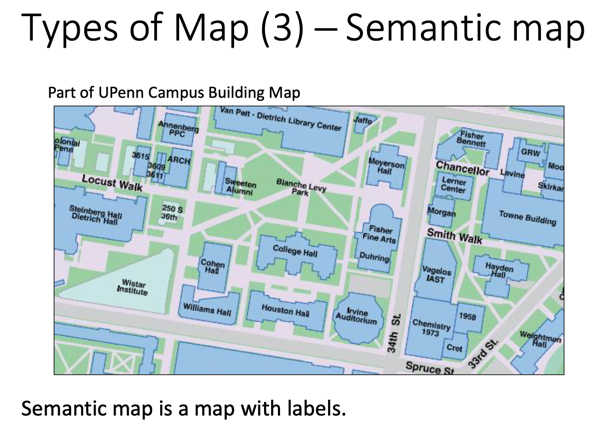 Types of Map (3) – Semantic map
Part of UPenn Campus Building Map
Van Pelt - Dietrich Library Center
Jaffe
Annenberg
PPC
Fisher
Bennett
olonial
Penn
3615
3609
3611
ARCH
GRW
Moo
Meyerson
Hall
Chancellor
Levine
Skirkan
Locust Walk
Sweeten
Alumni
Blanche Levy
Park
Lerner
Center
Steinberg Hall
Dietrich Hall
250 S
36th
Morgan
Towne Building
Fisher
Fine Arts
Smith Walk
College Hall
Duhring
Cohen
Hall
Vagelos
IAST
Hayden
Hall
Wistar
Institute
Williams Hall
Houston Hall
Irvine
Auditorium
34th St.
Chemistry
1973
1958
Cret
33rd St.
Weightman
Hall
Spruce St
Semantic map is a map with labels.